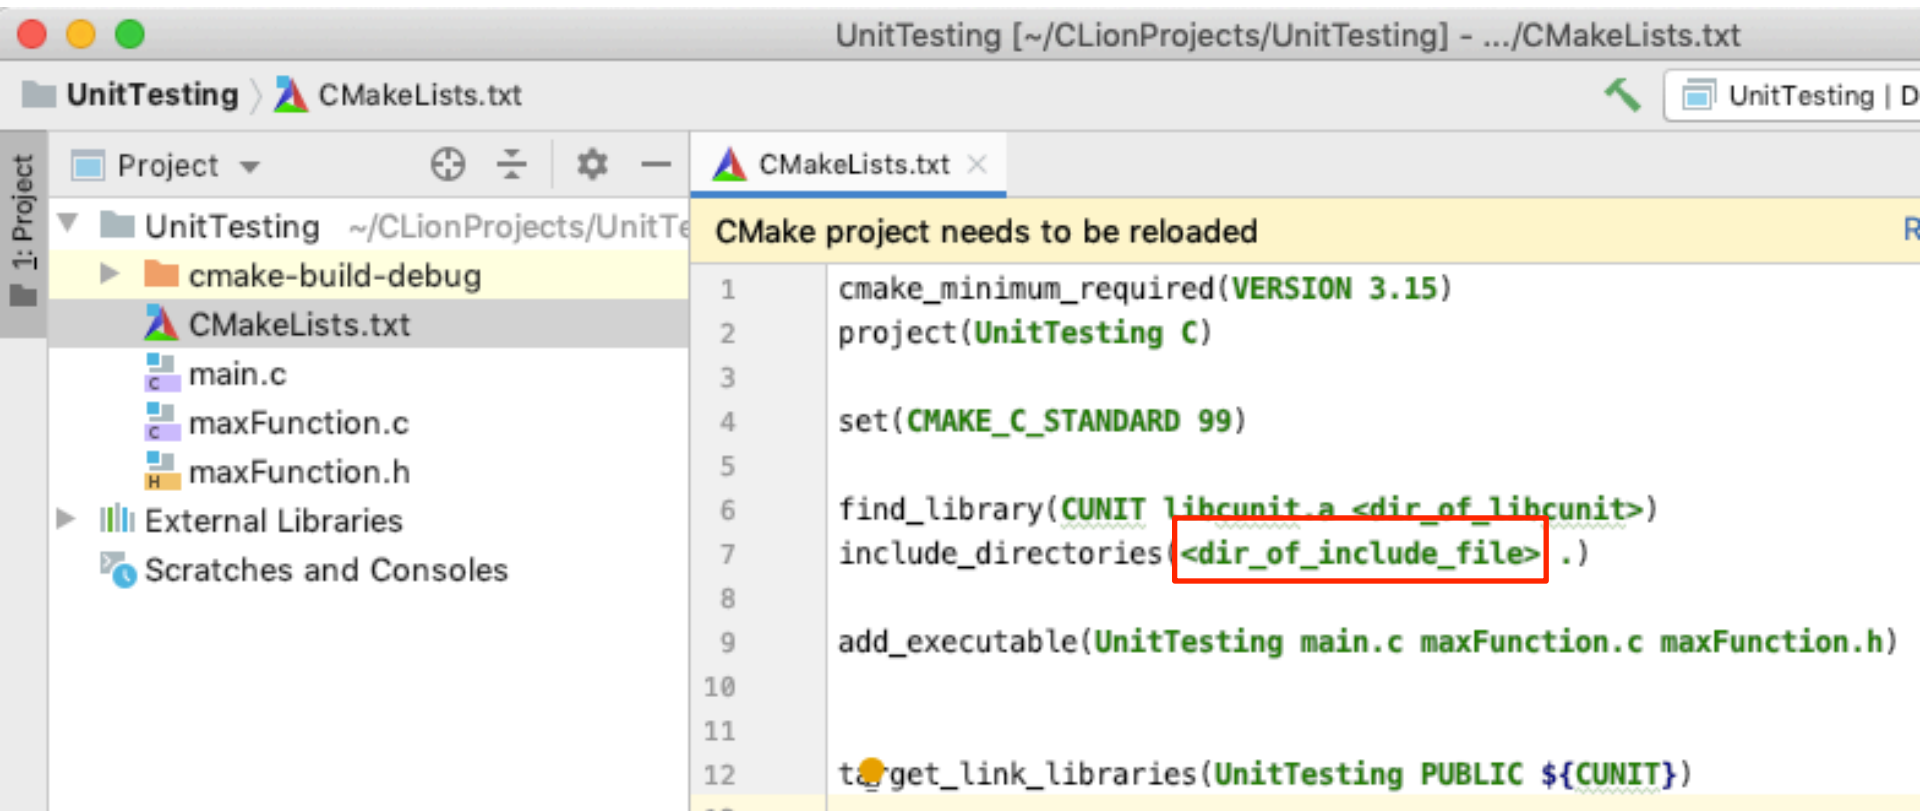 UnitTesting [~/CLionProjects/UnitTesting] - .../CMakeLists.txt
UnitTesting CMakeLists.txt
UnitTesting | D
1: Project
Project
CMakeLists.txt
UnitTesting ~/CLionProjects/UnitTe
cmake-build-debug
CMakeLists.txt
main.c
maxFunction.c
maxFunction.h
External Libraries
Scratches and Consoles
CMake project needs to be reloaded R
1 cmake_minimum_required(VERSION 3.15)
2 project(UnitTesting C)
3
4 set(CMAKE_C_STANDARD 99)
5
6 find_library(CUNIT libcunit.a <dir_of_libcunit>)
7 include_directories(<dir_of_include_file> .)
8
9 add_executable(UnitTesting main.c maxFunction.c maxFunction.h)
10
11
12 target_link_libraries(UnitTesting PUBLIC ${CUNIT})